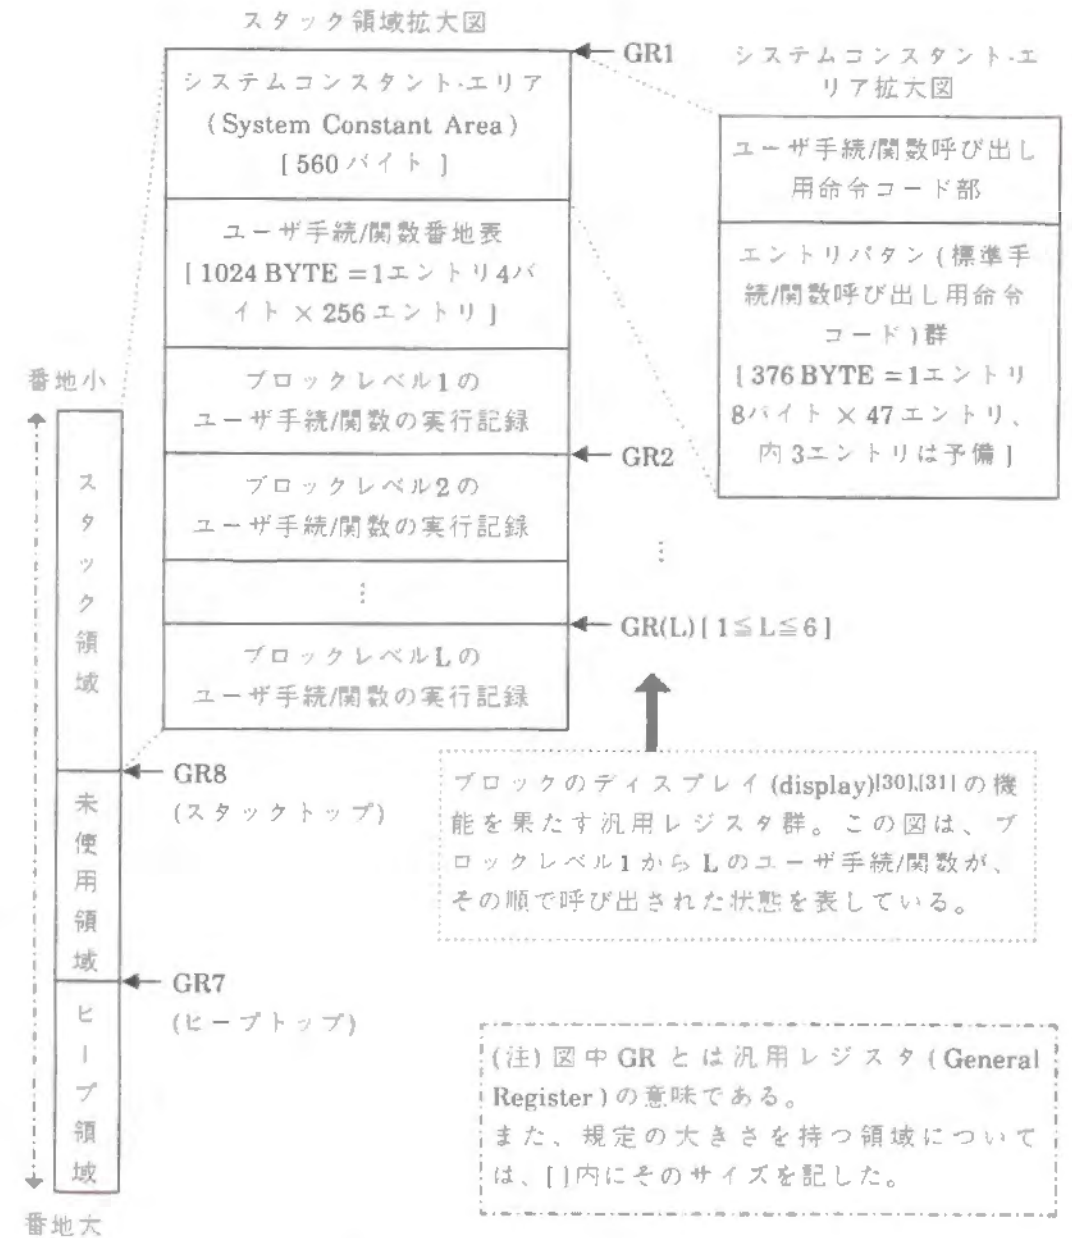 スタック領域拡大図
GR1
システムコンスタント·エリア
(System Constant Area)
[560バイト]
ユーザ手続/関数番地表
[1024 BYTE =1エントリ4バ
イト×256エントリ]
ブロックレベル1の
ユーザ手続/関数の実行記録
GR2
ブロックレベル2の
ユーザ手続/関数の実行記録
⋮
⋮
GR(L)[1≦L≦6]
ブロックレベルLの
ユーザ手続/関数の実行記録
システムコンスタント·エ
リア拡大図
ユーザ手続/関数呼び出し
用命令コード部
エントリパタン(標準手
続/関数呼び出し用命令
コード)群
[376 BYTE =1エントリ
8バイト×47エントリ、
内3エントリは予備]
番地小
スタック領域
GR8
(スタックトップ)
未使用領域
GR7
(ヒープトップ)
ヒープ領域
番地大
ブロックのディスプレイ(display)[30],[31]の機
能を果たす汎用レジスタ群。この図は、ブ
ロックレベル1からLのユーザ手続/関数が、
その順で呼び出された状態を表している。
(注)図中GRとは汎用レジスタ(General
Register)の意味である。
また、規定の大きさを持つ領域について
は、[]内にそのサイズを記した。